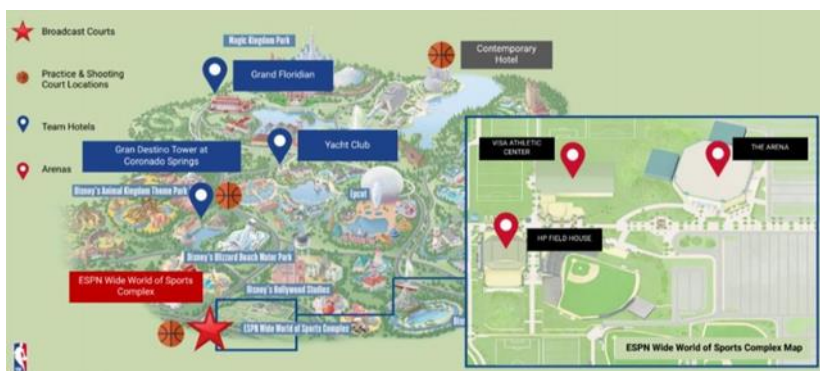 Broadcast Courts
Practice & Shooting
Court Locations
Team Hotels
Arenas
Magic Kingdom Park
Grand Floridian
Contemporary
Hotel
Gran Destino Tower at
Coronado Springs
Yacht Club
Disney's Animal Kingdom Theme Park
Epcot
Disney's Blizzard Beach Water Park
ESPN Wide World of Sports
Complex
Disney's Hollywood Studios
ESPN Wide World of Sports Complex
VISA ATHLETIC
CENTER
THE ARENA
HP FIELD HOUSE
ESPN Wide World of Sports Complex Map